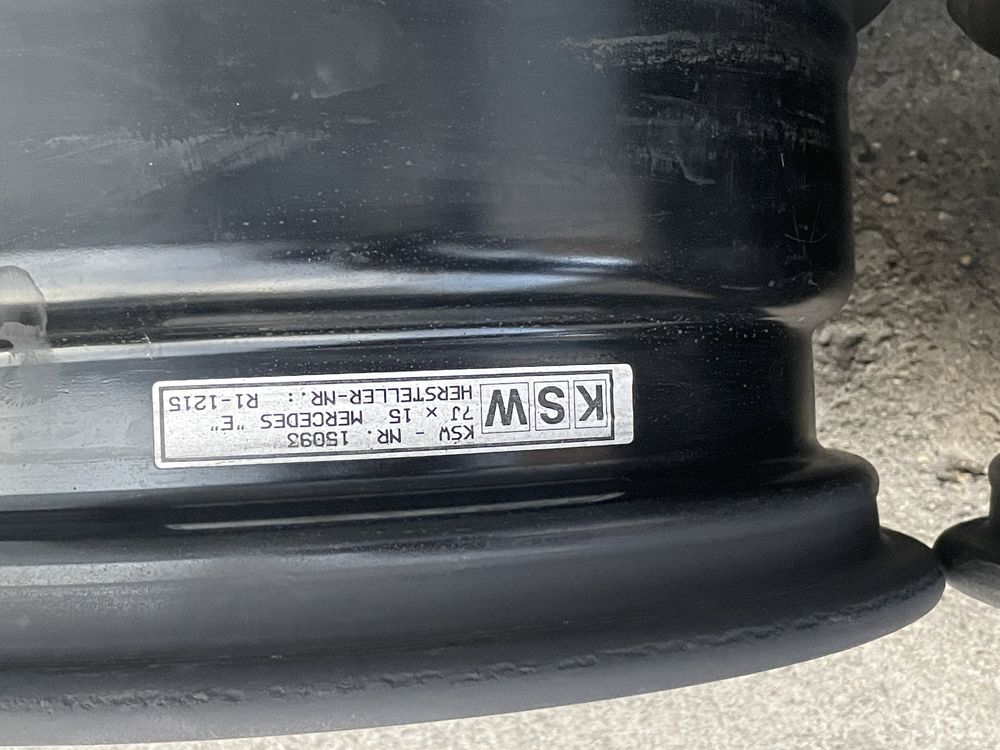 KSW
KSW - NR. 15093
7J x 15 MERCEDES "E"
HERSTELLER-NR.: R1-1215